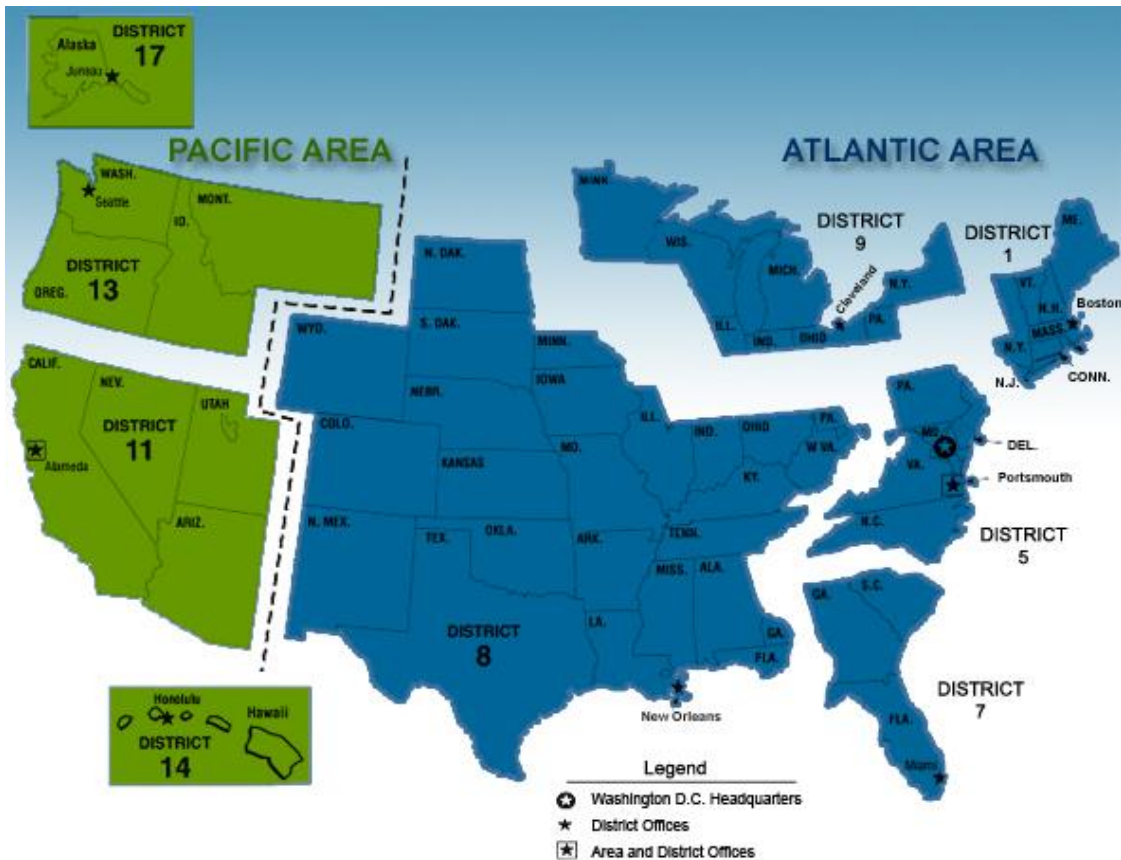 DISTRICT
17
Alaska
Juneau
PACIFIC AREA
ATLANTIC AREA
WASH.
Seattle
ID.
MONT.
DISTRICT
13
OREG.
MINN.
WIS.
MICH.
DISTRICT
9
Cleveland
N.Y.
ILL.
IND.
OHIO
PA.
DISTRICT
1
ME.
VT.
N.H.
Boston
MASS.
N.Y.
N.J.
CONN.
CALIF.
NEV.
UTAH
DISTRICT
11
Alameda
ARIZ.
N. DAK.
WYO.
S. DAK.
MINN.
NEBR.
IOWA
COLO.
ILL.
IND.
OHIO
PA.
W VA.
KANSAS
MO.
KY.
N. MEX.
TEX.
OKLA.
ARK.
TENN.
MISS.
ALA.
LA.
GA.
FLA.
DISTRICT
8
New Orleans
PA.
MD.
DEL.
VA.
Portsmouth
N.C.
DISTRICT
5
GA.
S.C.
DISTRICT
7
FLA.
Miami
Honolulu
Hawaii
DISTRICT
14
Legend
Washington D.C. Headquarters
District Offices
Area and District Offices